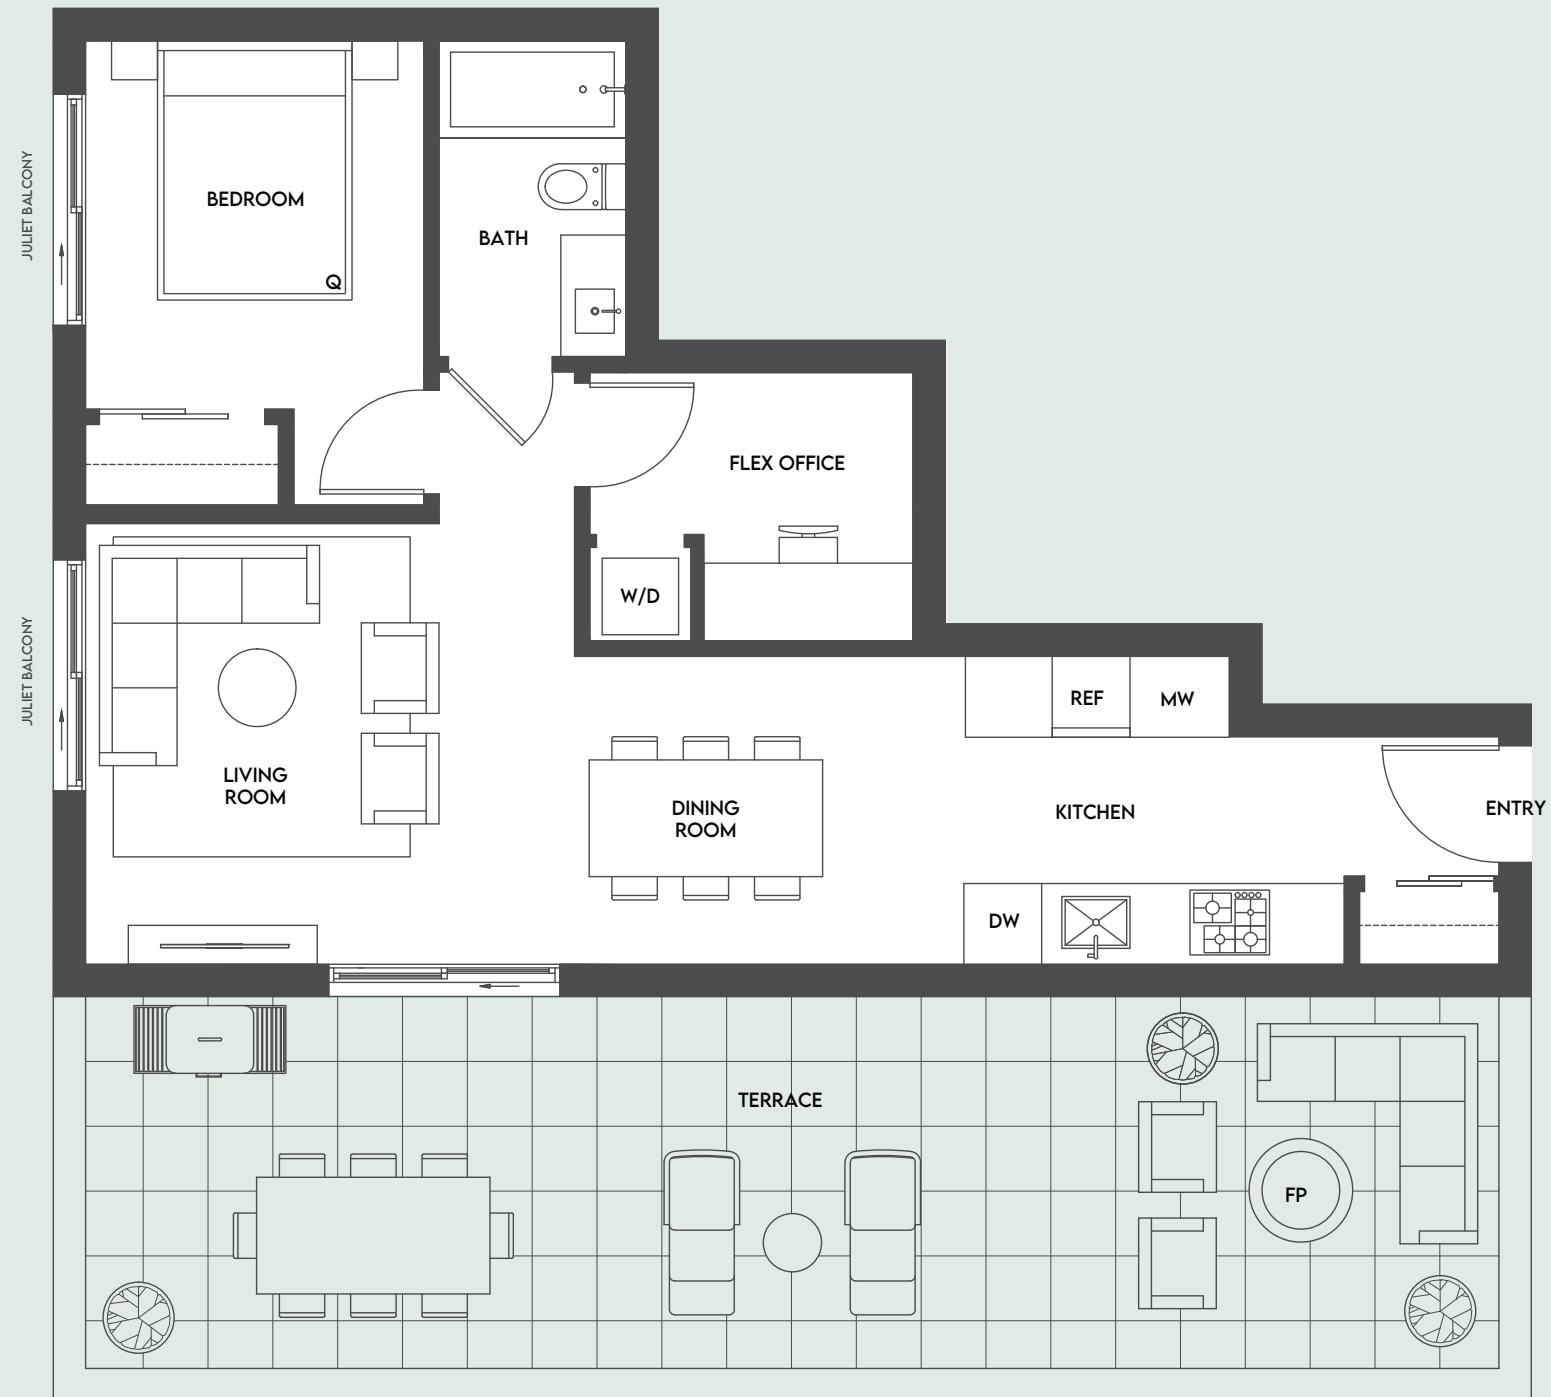 JULIET BALCONY
BEDROOM
Q
BATH
FLEX OFFICE
W/D
JULIET BALCONY
LIVING
ROOM
DINING
ROOM
REF
MW
KITCHEN
ENTRY
DW
TERRACE
FP